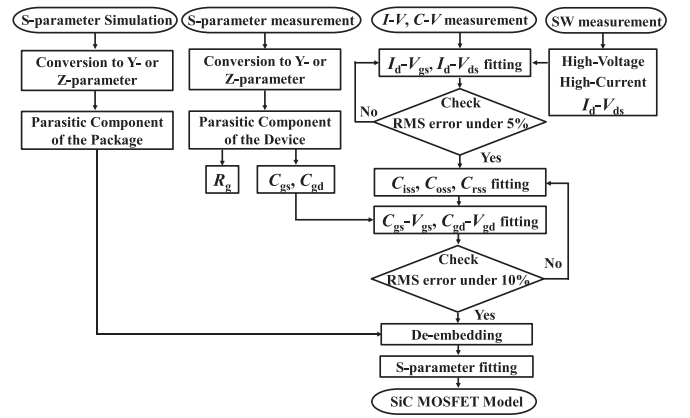 S-parameter Simulation
Conversion to Y- or
Z-parameter
Parasitic Component
of the Package
S-parameter measurement
Conversion to Y- or
Z-parameter
Parasitic Component
of the Device
Rg
Cgs, Cgd
I-V, C-V measurement
Id-Vgs, Id-Vds fitting
Check
RMS error under 5%
No
Yes
SW measurement
High-Voltage
High-Current
Id-Vds
Ciss, Coss, Crss fitting
Cgs-Vgs, Cgd-Vgd fitting
Check
RMS error under 10%
No
Yes
De-embedding
S-parameter fitting
SiC MOSFET Model